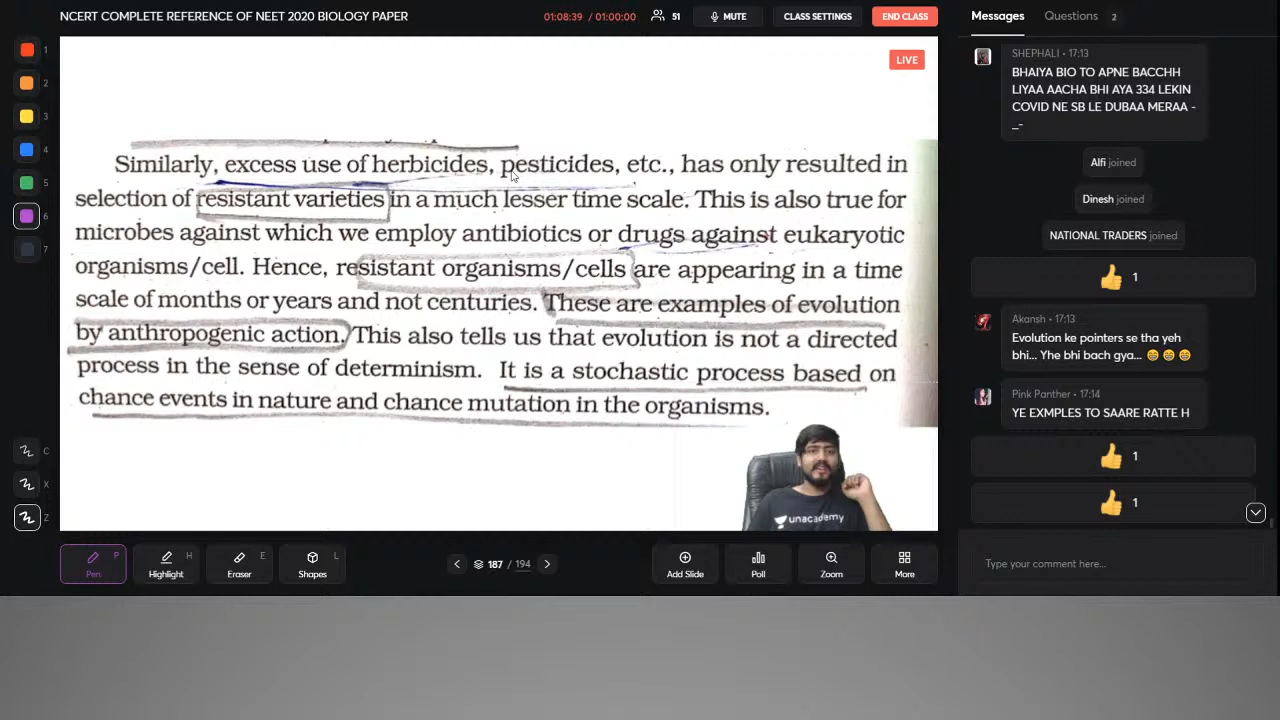 NCERT COMPLETE REFERENCE OF NEET 2020 BIOLOGY PAPER
01:08:39 / 01:00:00
51
MUTE
CLASS SETTINGS
END CLASS
LIVE
1
2
3
4
5
6
7
C
X
Z
Similarly, excess use of herbicides, pesticides, etc., has only resulted in
selection of resistant varieties in a much lesser time scale. This is also true for
microbes against which we employ antibiotics or drugs against eukaryotic
organisms/cell. Hence, resistant organisms/cells are appearing in a time
scale of months or years and not centuries. These are examples of evolution
by anthropogenic action. This also tells us that evolution is not a directed
process in the sense of determinism. It is a stochastic process based on
chance events in nature and chance mutation in the organisms.
unacademy
Pen P
Highlight H
Eraser E
Shapes L
187 / 194
Add Slide
Poll
Zoom
More
Messages
Questions 2
SHEPHALI • 17:13
BHAIYA BIO TO APNE BACCHH
LIYAA AACHA BHI AYA 334 LEKIN
COVID NE SB LE DUBAA MERAA -
_-
Alfi joined
Dinesh joined
NATIONAL TRADERS joined
👍 1
Akansh • 17:13
Evolution ke pointers se tha yeh
bhi... Yhe bhi bach gya... 😁😁😁
Pink Panther • 17:14
YE EXMPLES TO SAARE RATTE H
👍 1
👍 1
Type your comment here...